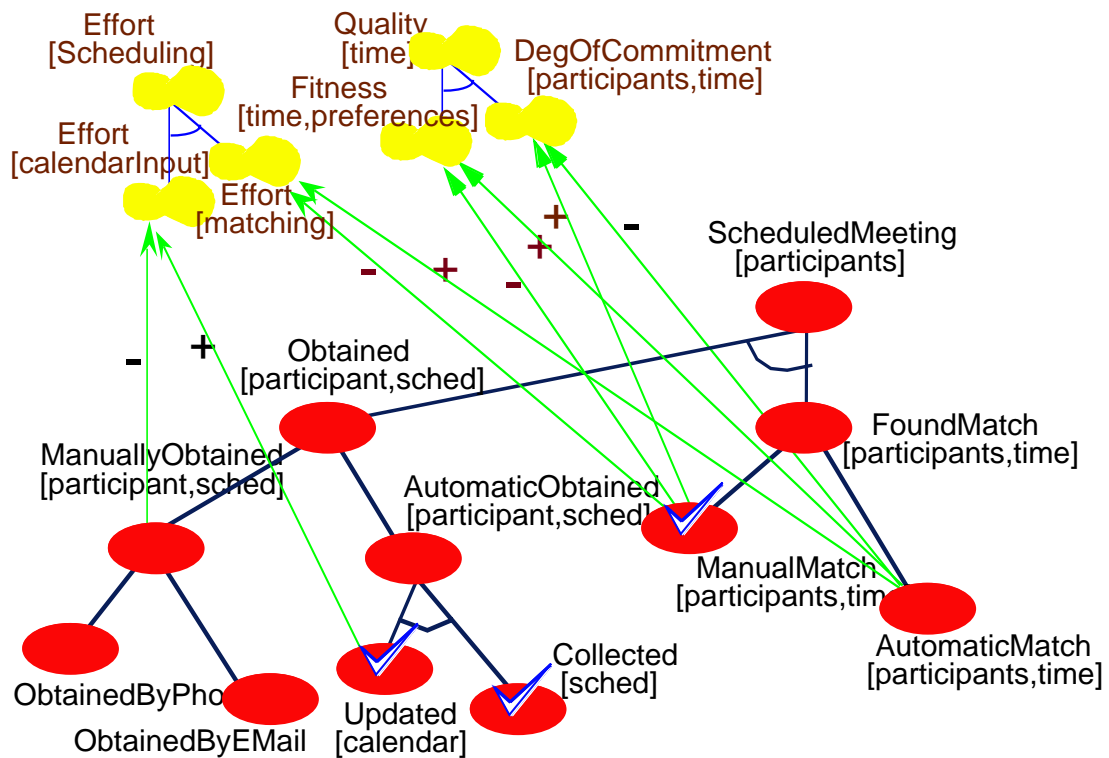 Effort
[Scheduling]
Quality
[time]
DegOfCommitment
[participants,time]
Fitness
[time,preferences]
Effort
[calendarInput]
Effort
[matching]
+
-
+
-
+
-
ScheduledMeeting
[participants]
-
+
Obtained
[participant,sched]
FoundMatch
[participants,time]
ManuallyObtained
[participant,sched]
AutomaticObtained
[participant,sched]
ManualMatch
[participants,time
AutomaticMatch
[participants,time]
Collected
[sched]
ObtainedByPho
Updated
[calendar]
ObtainedByEMail